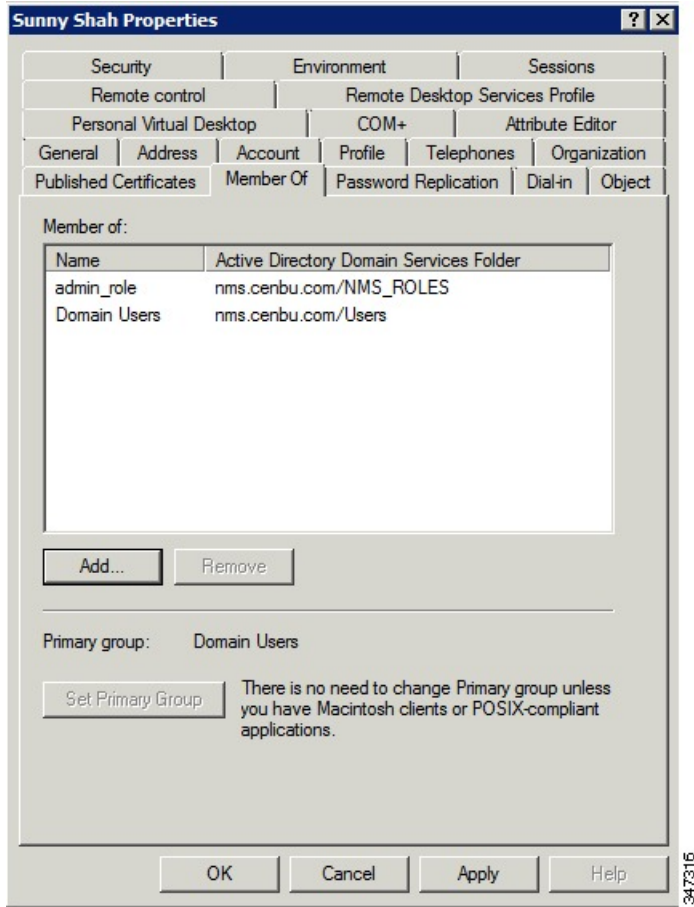 Sunny Shah Properties
Security Environment Sessions
Remote control Remote Desktop Services Profile
Personal Virtual Desktop COM+ Attribute Editor
General Address Account Profile Telephones Organization
Published Certificates Member Of Password Replication Dial-in Object
Member of:
Name Active Directory Domain Services Folder
admin_role nms.cenbu.com/NMS_ROLES
Domain Users nms.cenbu.com/Users
Add... Remove
Primary group: Domain Users
Set Primary Group
There is no need to change Primary group unless
you have Macintosh clients or POSIX-compliant
applications.
OK Cancel Apply Help
347316